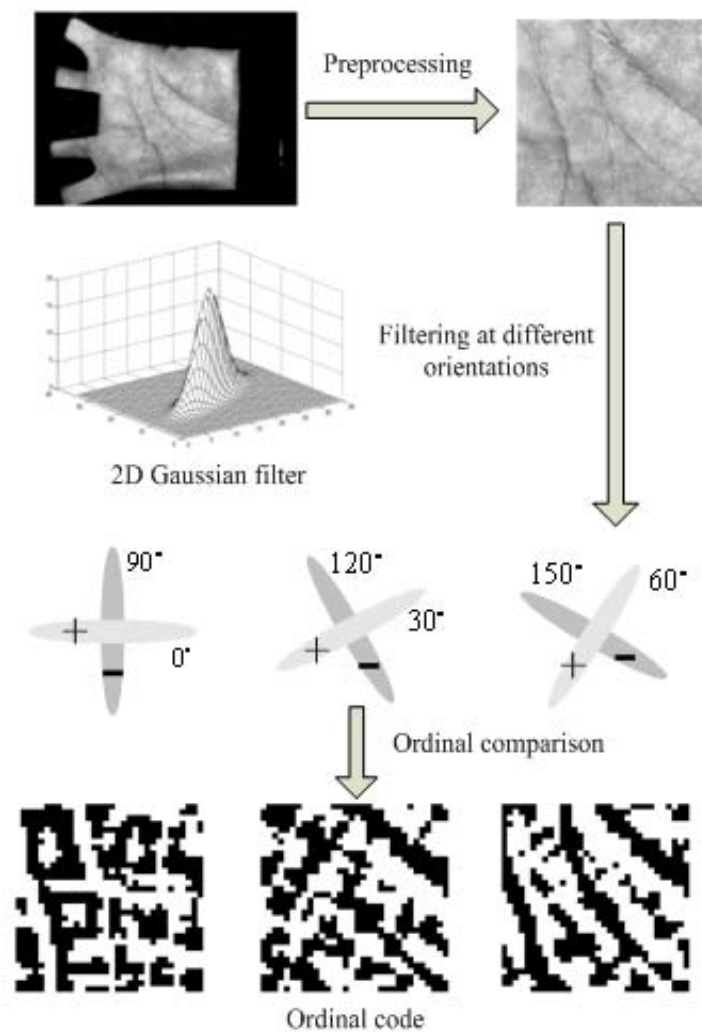 Preprocessing
Filtering at different
orientations
2D Gaussian filter
90°
0°
+
-
120°
30°
+
-
150°
60°
+
-
Ordinal comparison
Ordinal code